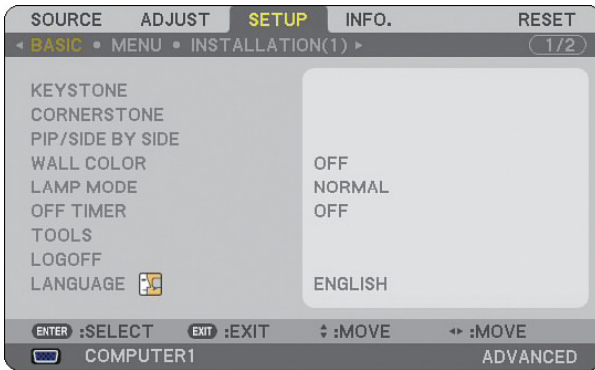 SOURCE ADJUST SETUP INFO. RESET
BASIC • MENU • INSTALLATION(1) 1/2
KEYSTONE
CORNERSTONE
PIP/SIDE BY SIDE
WALL COLOR OFF
LAMP MODE NORMAL
OFF TIMER OFF
TOOLS
LOGOFF
LANGUAGE ENGLISH
ENTER :SELECT EXIT :EXIT :MOVE :MOVE
COMPUTER1 ADVANCED